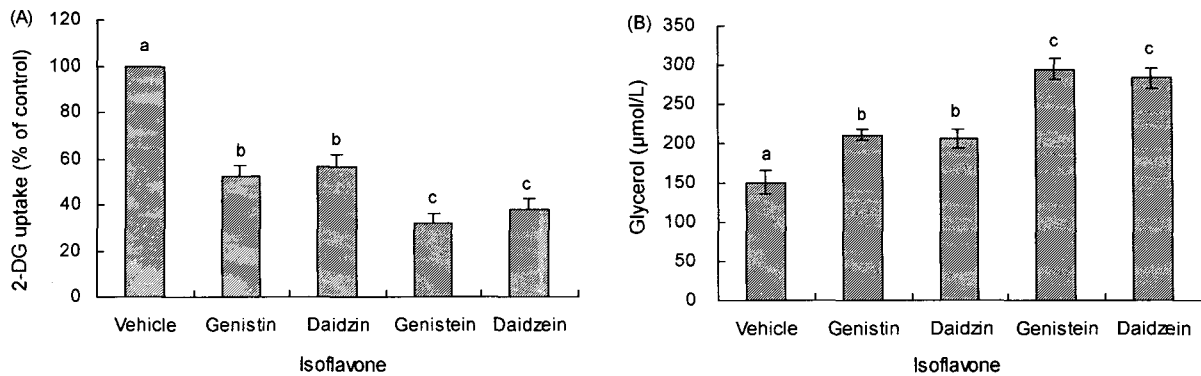 (A)
2-DG uptake (% of control)
120
100
80
60
40
20
0
a
b
b
c
c
Vehicle Genistin Daidzin Genistein Daidzein
Isoflavone
(B)
Glycerol (µmol/L)
350
300
250
200
150
100
50
0
a
b
b
c
c
Vehicle Genistin Daidzin Genistein Daidzein
Isoflavone